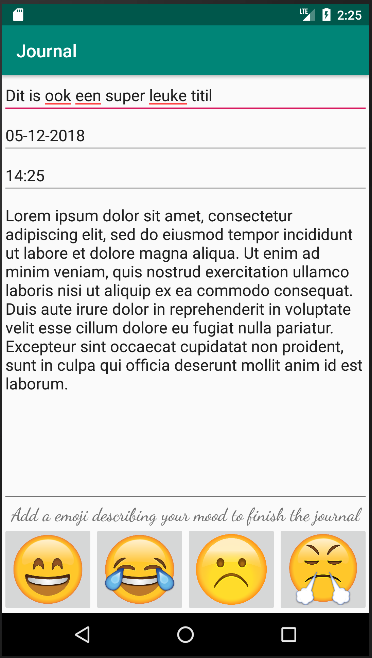 LTE 2:25
Journal
Dit is ook een super leuke titil
05-12-2018
14:25
Lorem ipsum dolor sit amet, consectetur
adipiscing elit, sed do eiusmod tempor incididunt
ut labore et dolore magna aliqua. Ut enim ad
minim veniam, quis nostrud exercitation ullamco
laboris nisi ut aliquip ex ea commodo consequat.
Duis aute irure dolor in reprehenderit in voluptate
velit esse cillum dolore eu fugiat nulla pariatur.
Excepteur sint occaecat cupidatat non proident,
sunt in culpa qui officia deserunt mollit anim id est
laborum.
Add a emoji describing your mood to finish the journal